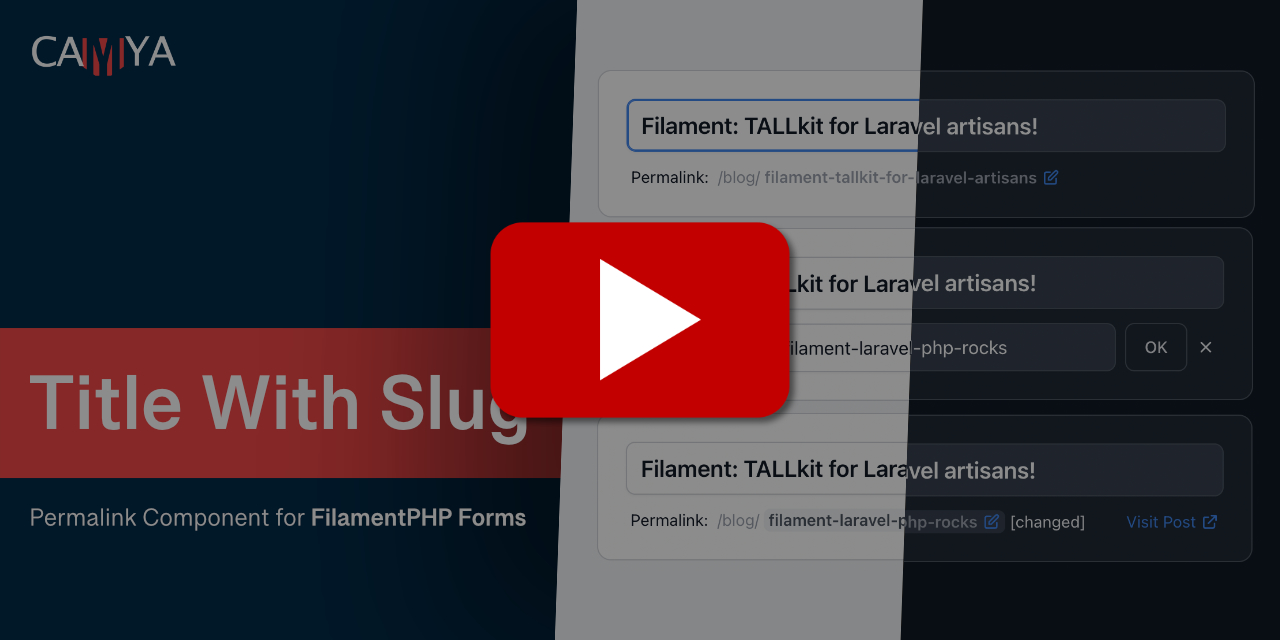 CAMYA
Title With Slug
Permalink Component for FilamentPHP Forms
Filament: TALLkit for Laravel artisans!
Permalink: /blog/ filament-tallkit-for-laravel-artisans
Lkit for Laravel artisans!
filament-laravel-php-rocks OK ×
Filament: TALLkit for Laravel artisans!
Permalink: /blog/ filament-laravel-php-rocks [changed] Visit Post